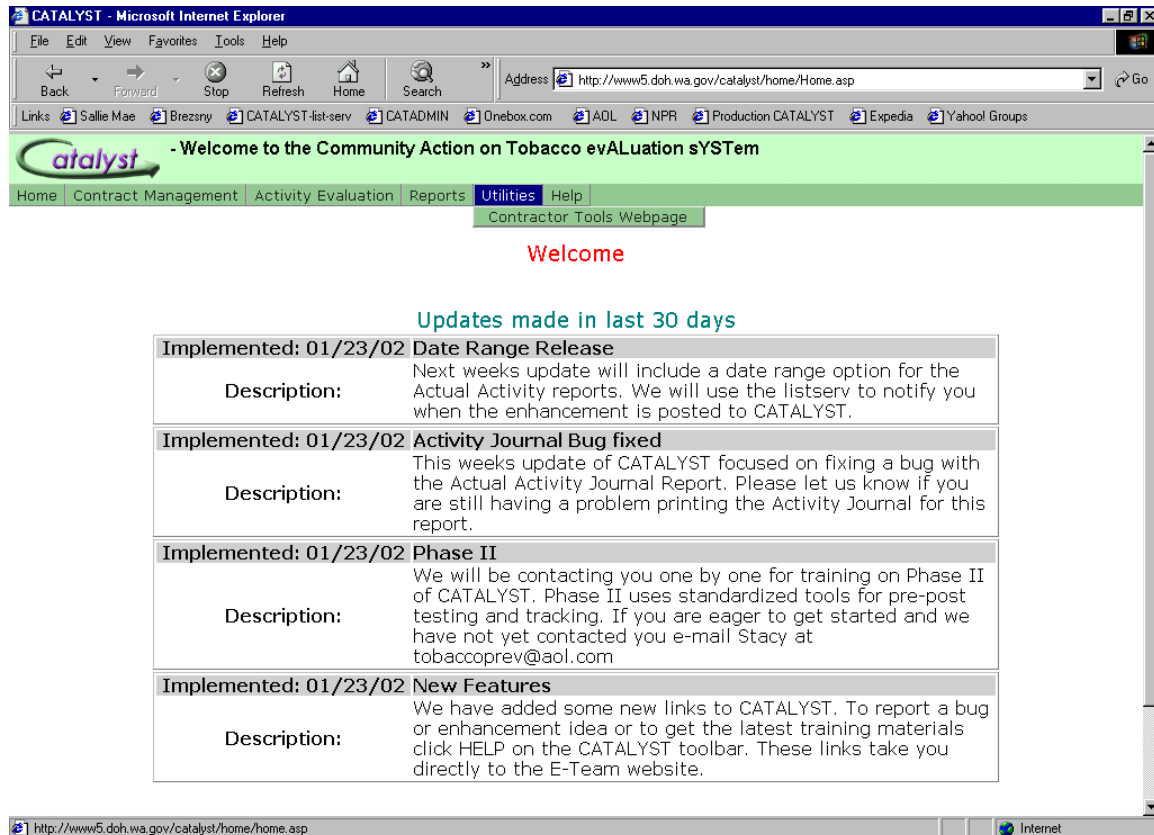 CATALYST - Microsoft Internet Explorer
File Edit View Favorites Tools Help
Back Forward Stop Refresh Home Search » Address http://www5.doh.wa.gov/catalyst/home/Home.asp Go
Links Sallie Mae Brezsny CATALYST-list-serv CATADMIN Onebox.com AOL NPR Production CATALYST Expedia Yahoo! Groups
Catalyst - Welcome to the Community Action on Tobacco evALuation sYSTem
Home Contract Management Activity Evaluation Reports Utilities Help
Contractor Tools Webpage
Welcome
Updates made in last 30 days
Implemented: 01/23/02 Date Range Release
Description:
Next weeks update will include a date range option for the
Actual Activity reports. We will use the listserv to notify you
when the enhancement is posted to CATALYST.
Implemented: 01/23/02 Activity Journal Bug fixed
Description:
This weeks update of CATALYST focused on fixing a bug with
the Actual Activity Journal Report. Please let us know if you
are still having a problem printing the Activity Journal for this
report.
Implemented: 01/23/02 Phase II
Description:
We will be contacting you one by one for training on Phase II
of CATALYST. Phase II uses standardized tools for pre-post
testing and tracking. If you are eager to get started and we
have not yet contacted you e-mail Stacy at
tobaccoprev@aol.com
Implemented: 01/23/02 New Features
Description:
We have added some new links to CATALYST. To report a bug
or enhancement idea or to get the latest training materials
click HELP on the CATALYST toolbar. These links take you
directly to the E-Team website.
http://www5.doh.wa.gov/catalyst/home/home.asp Internet